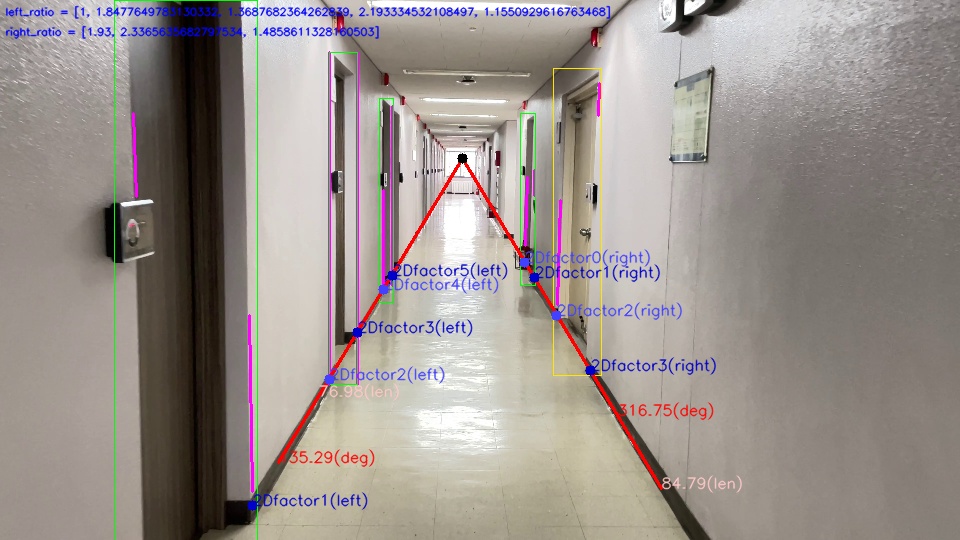 left_ratio = [1, 1.8477649783130332, 1.3687682364262839, 2.193334532108497, 1.1550929616763468]
right_ratio = [1.93, 2.3365635682797534, 1.4858611328160503]
2Dfactor0(right)
2Dfactor5(left)
2Dfactor1(right)
2Dfactor4(left)
2Dfactor2(right)
2Dfactor3(left)
2Dfactor3(right)
2Dfactor2(left)
76.98(len)
316.75(deg)
35.29(deg)
84.79(len)
2Dfactor1(left)